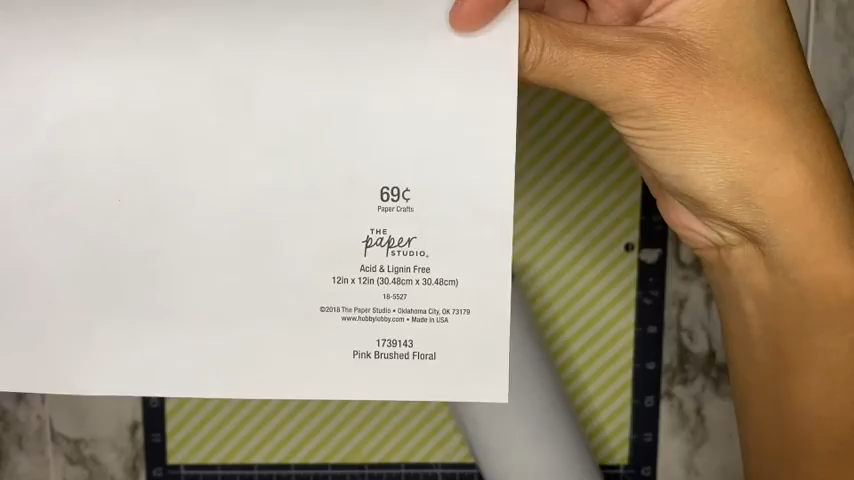 69¢
Paper Crafts
THE
paper
STUDIO®
Acid & Lignin Free
12in x 12in (30.48cm x 30.48cm)
18-5527
©2018 The Paper Studio • Oklahoma City, OK 73179
www.hobbylobby.com • Made in USA
1739143
Pink Brushed Floral